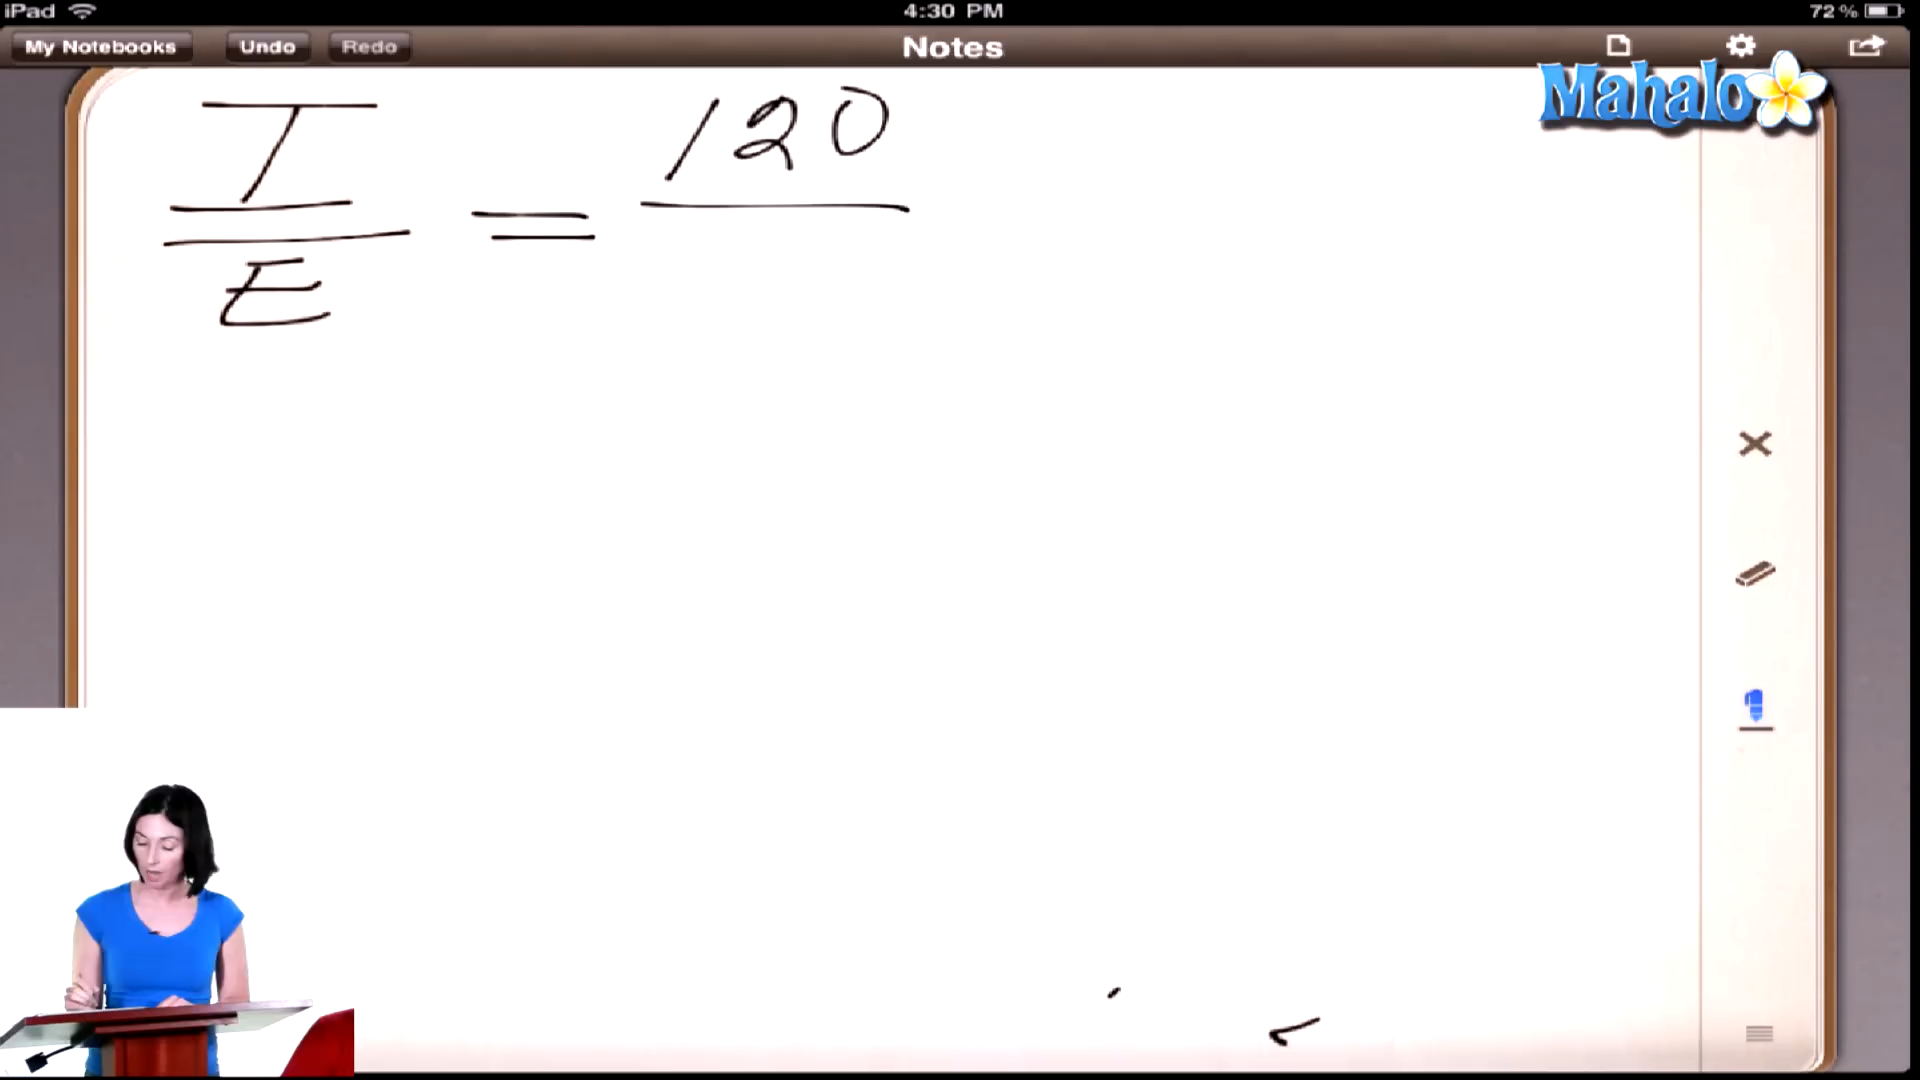 iPad 4:30 PM 72%
My Notebooks Undo Redo Notes
Mahalo
I = 120
E